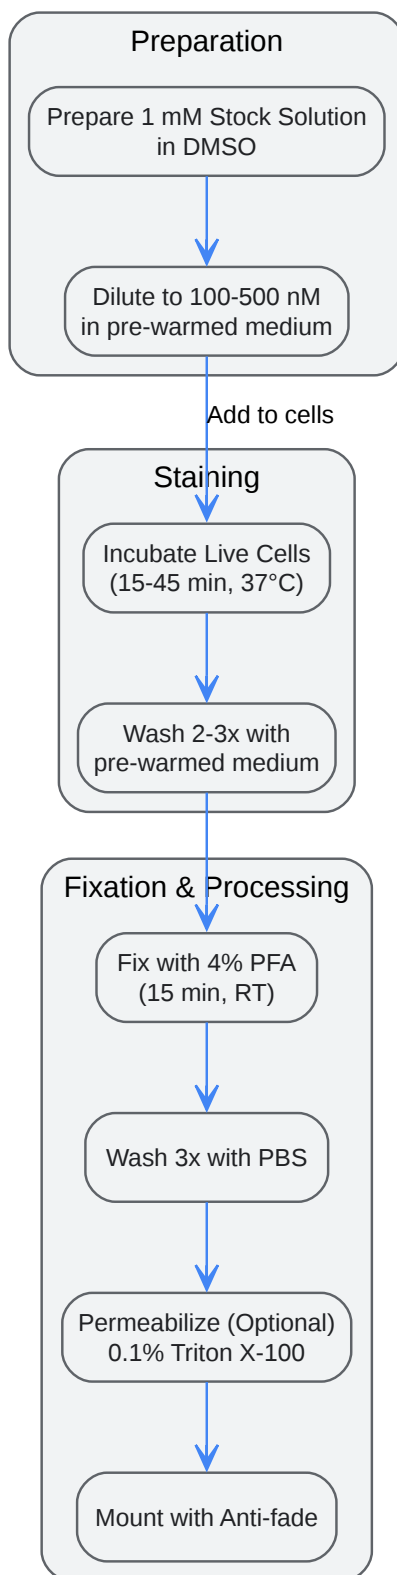 Preparation
Prepare 1 mM Stock Solution
in DMSO
Dilute to 100-500 nM
in pre-warmed medium
Add to cells
Staining
Incubate Live Cells
(15-45 min, 37°C)
Wash 2-3x with
pre-warmed medium
Fixation & Processing
Fix with 4% PFA
(15 min, RT)
Wash 3x with PBS
Permeabilize (Optional)
0.1% Triton X-100
Mount with Anti-fade